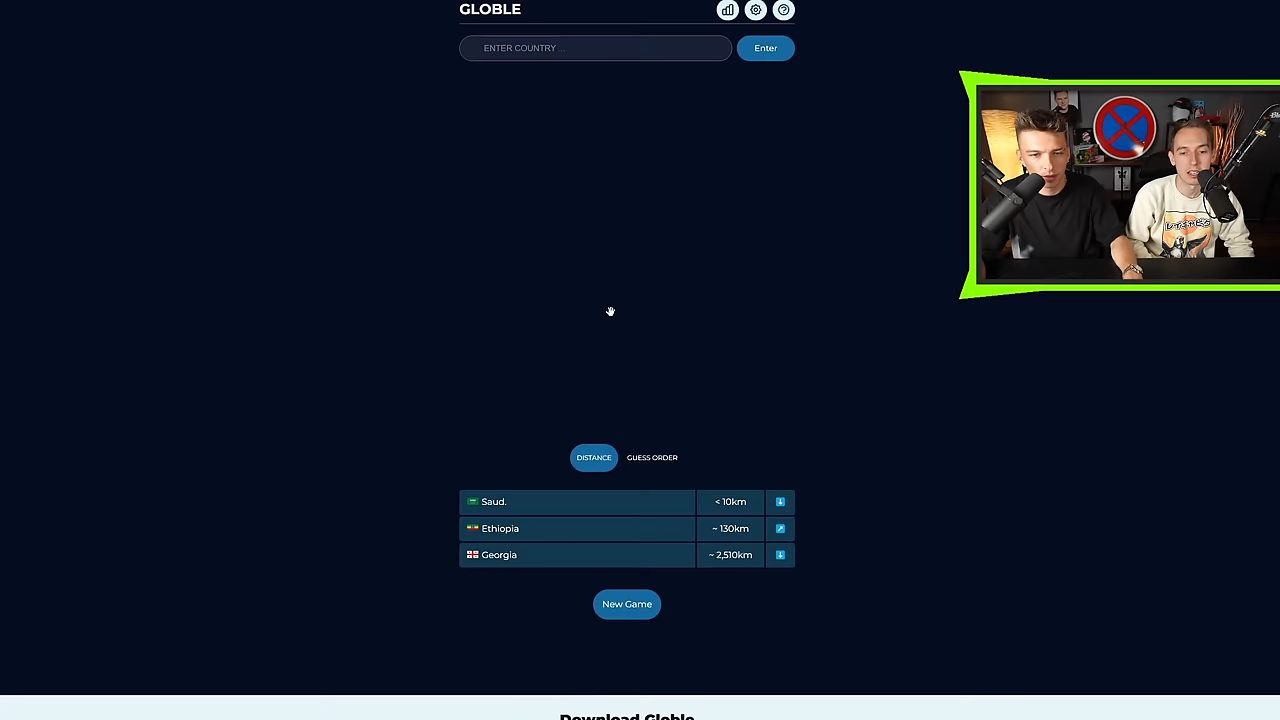 GLOBLE
ENTER COUNTRY ...
Enter
DISTANCE
GUESS ORDER
Saud.
< 10km
Ethiopia
~ 130km
Georgia
~ 2,510km
New Game
Download Globle